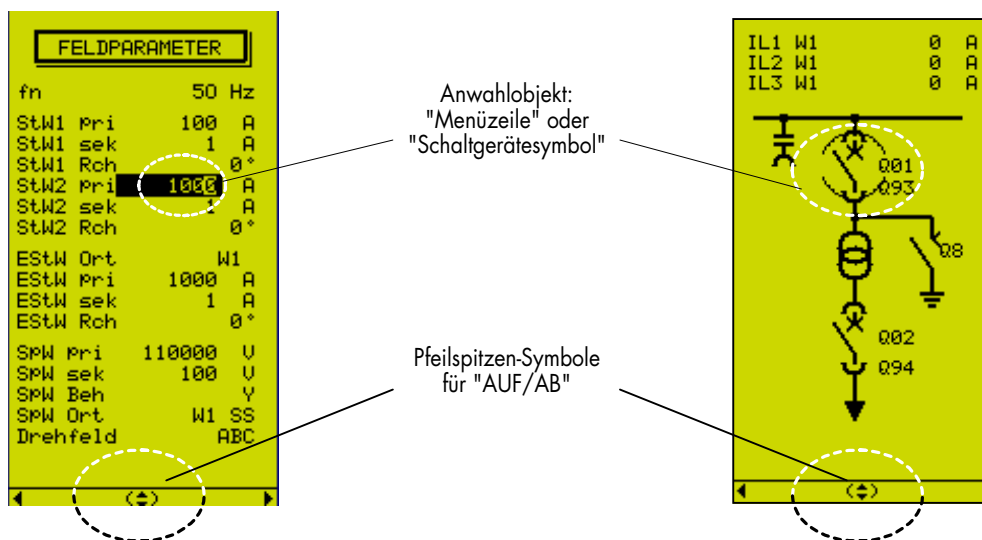 FELDPARAMETER
fn 50 Hz
StW1 pri 100 A
StW1 sek 1 A
StW1 Rch 0°
StW2 pri 1000 A
StW2 sek 1 A
StW2 Rch 0°
EStW Ort W1
EStW pri 1000 A
EStW sek 1 A
EStW Rch 0°
SpW pri 110000 V
SpW sek 100 V
SpW Beh Y
SpW Ort W1 SS
Drehfeld ABC
Anwahlobjekt:
"Menüzeile" oder
"Schaltgerätesymbol"
Pfeilspitzen-Symbole
für "AUF/AB"
IL1 W1 0 A
IL2 W1 0 A
IL3 W1 0 A
Q01
Q93
Q8
Q02
Q94